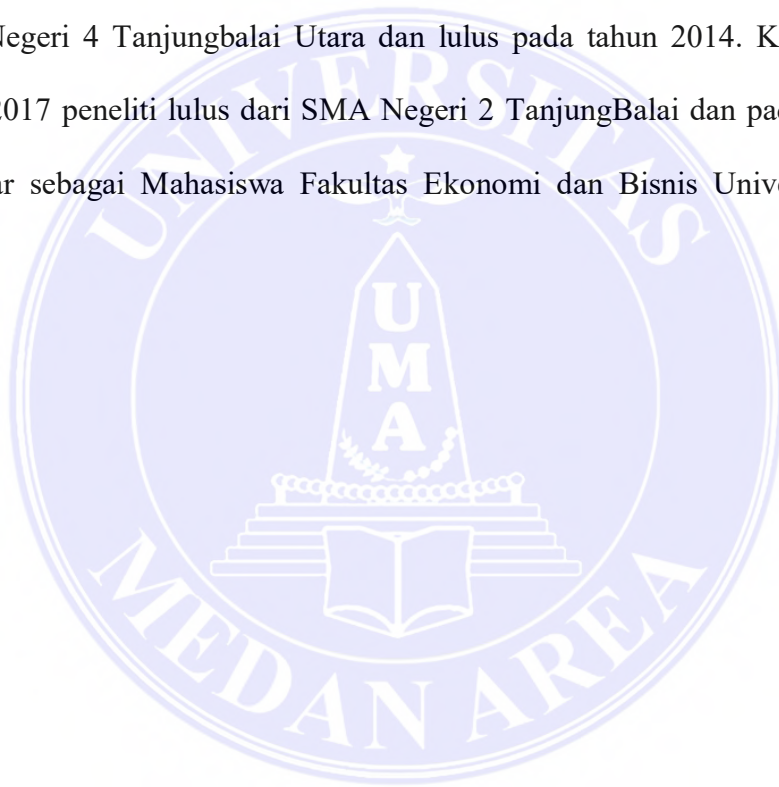 Negeri 4 Tanjungbalai Utara dan lulus pada tahun 2014. K
2017 peneliti lulus dari SMA Negeri 2 TanjungBalai dan pad
ar sebagai Mahasiswa Fakultas Ekonomi dan Bisnis Unive
UNIVERSITAS
U
M
A
MEDAN AREA